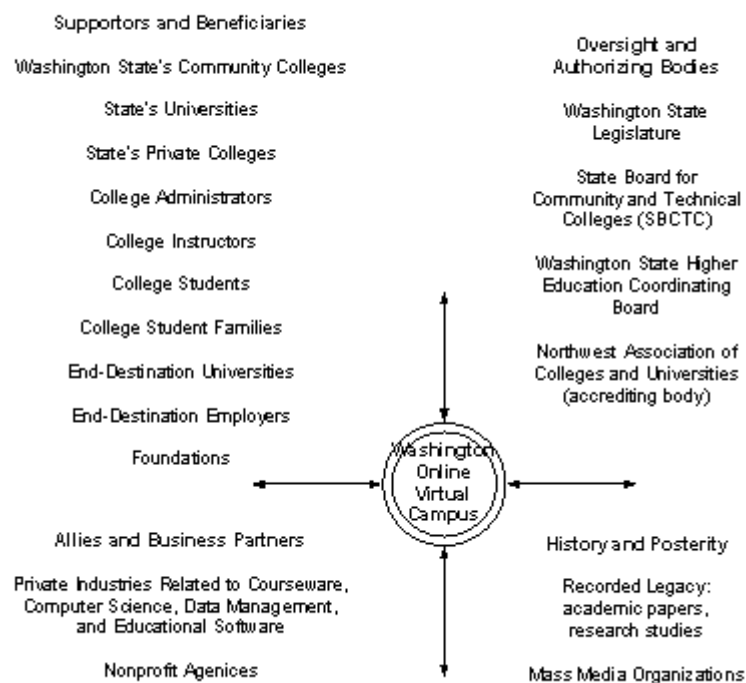 Supportors and Beneficiaries
Washington State's Community Colleges
State's Universities
State's Private Colleges
College Administrators
College Instructors
College Students
College Student Families
End-Destination Universities
End-Destination Employers
Foundations
Oversight and
Authorizing Bodies
Washington State
Legislature
State Board for
Community and Technical
Colleges (SBCTC)
Washington State Higher
Education Coordinating
Board
Northwest Association of
Colleges and Universities
(accrediting body)
Washington
Online
Virtual
Campus
Allies and Business Partners
Private Industries Related to Courseware,
Computer Science, Data Management,
and Educational Software
Nonprofit Agenices
History and Posterity
Recorded Legacy:
academic papers,
research studies
Mass Media Organizations